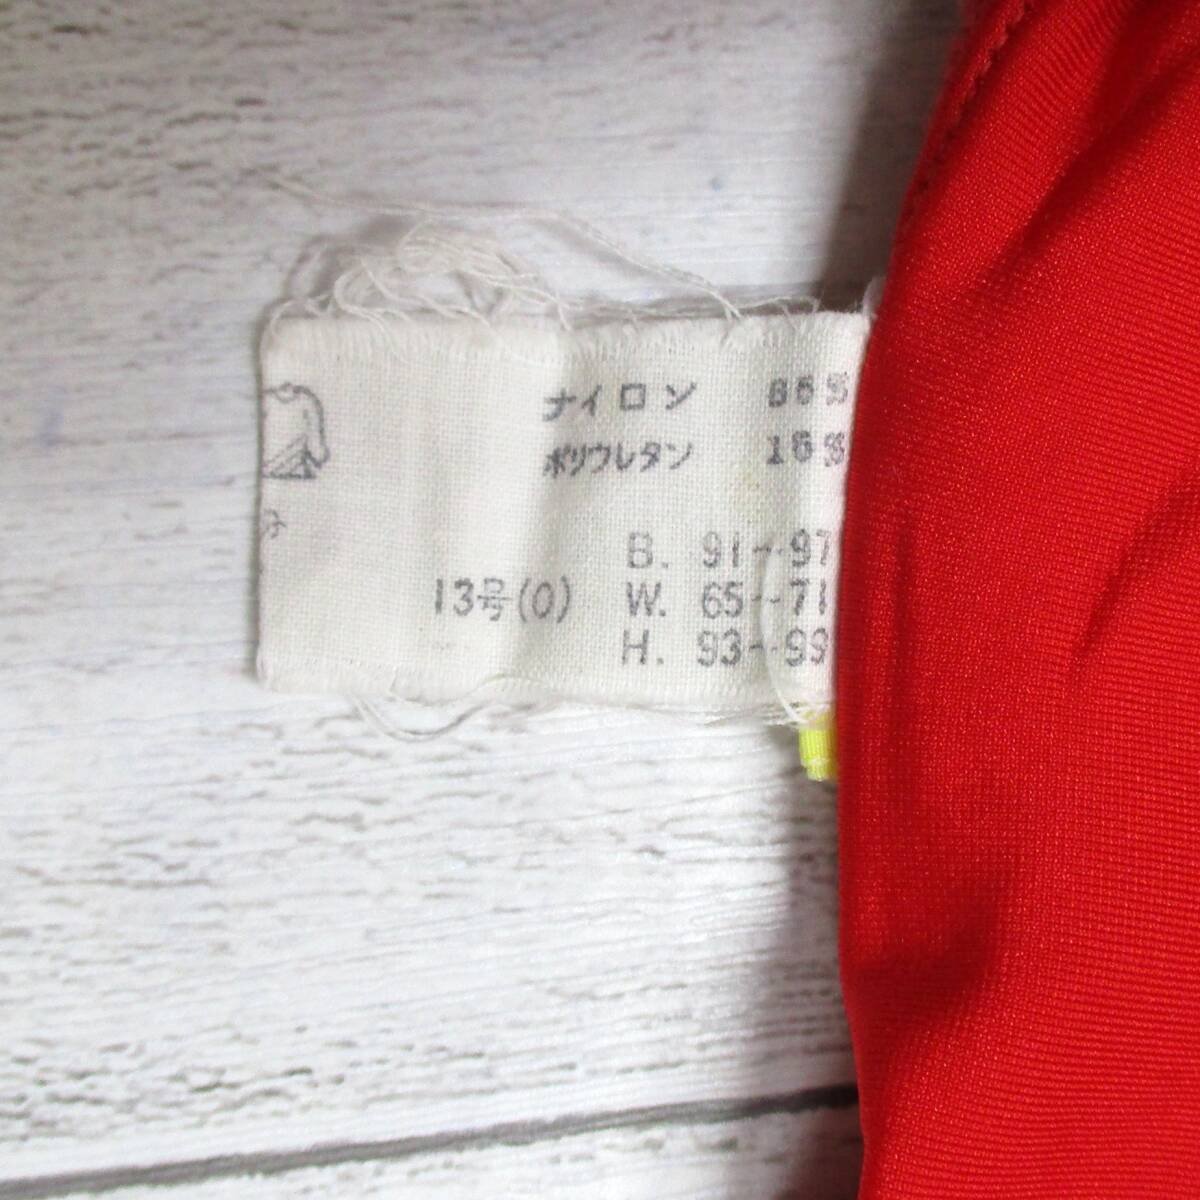 ナイロン 85%
ポリウレタン 15%
B. 91~97
13号(0) W. 65~71
H. 93~99